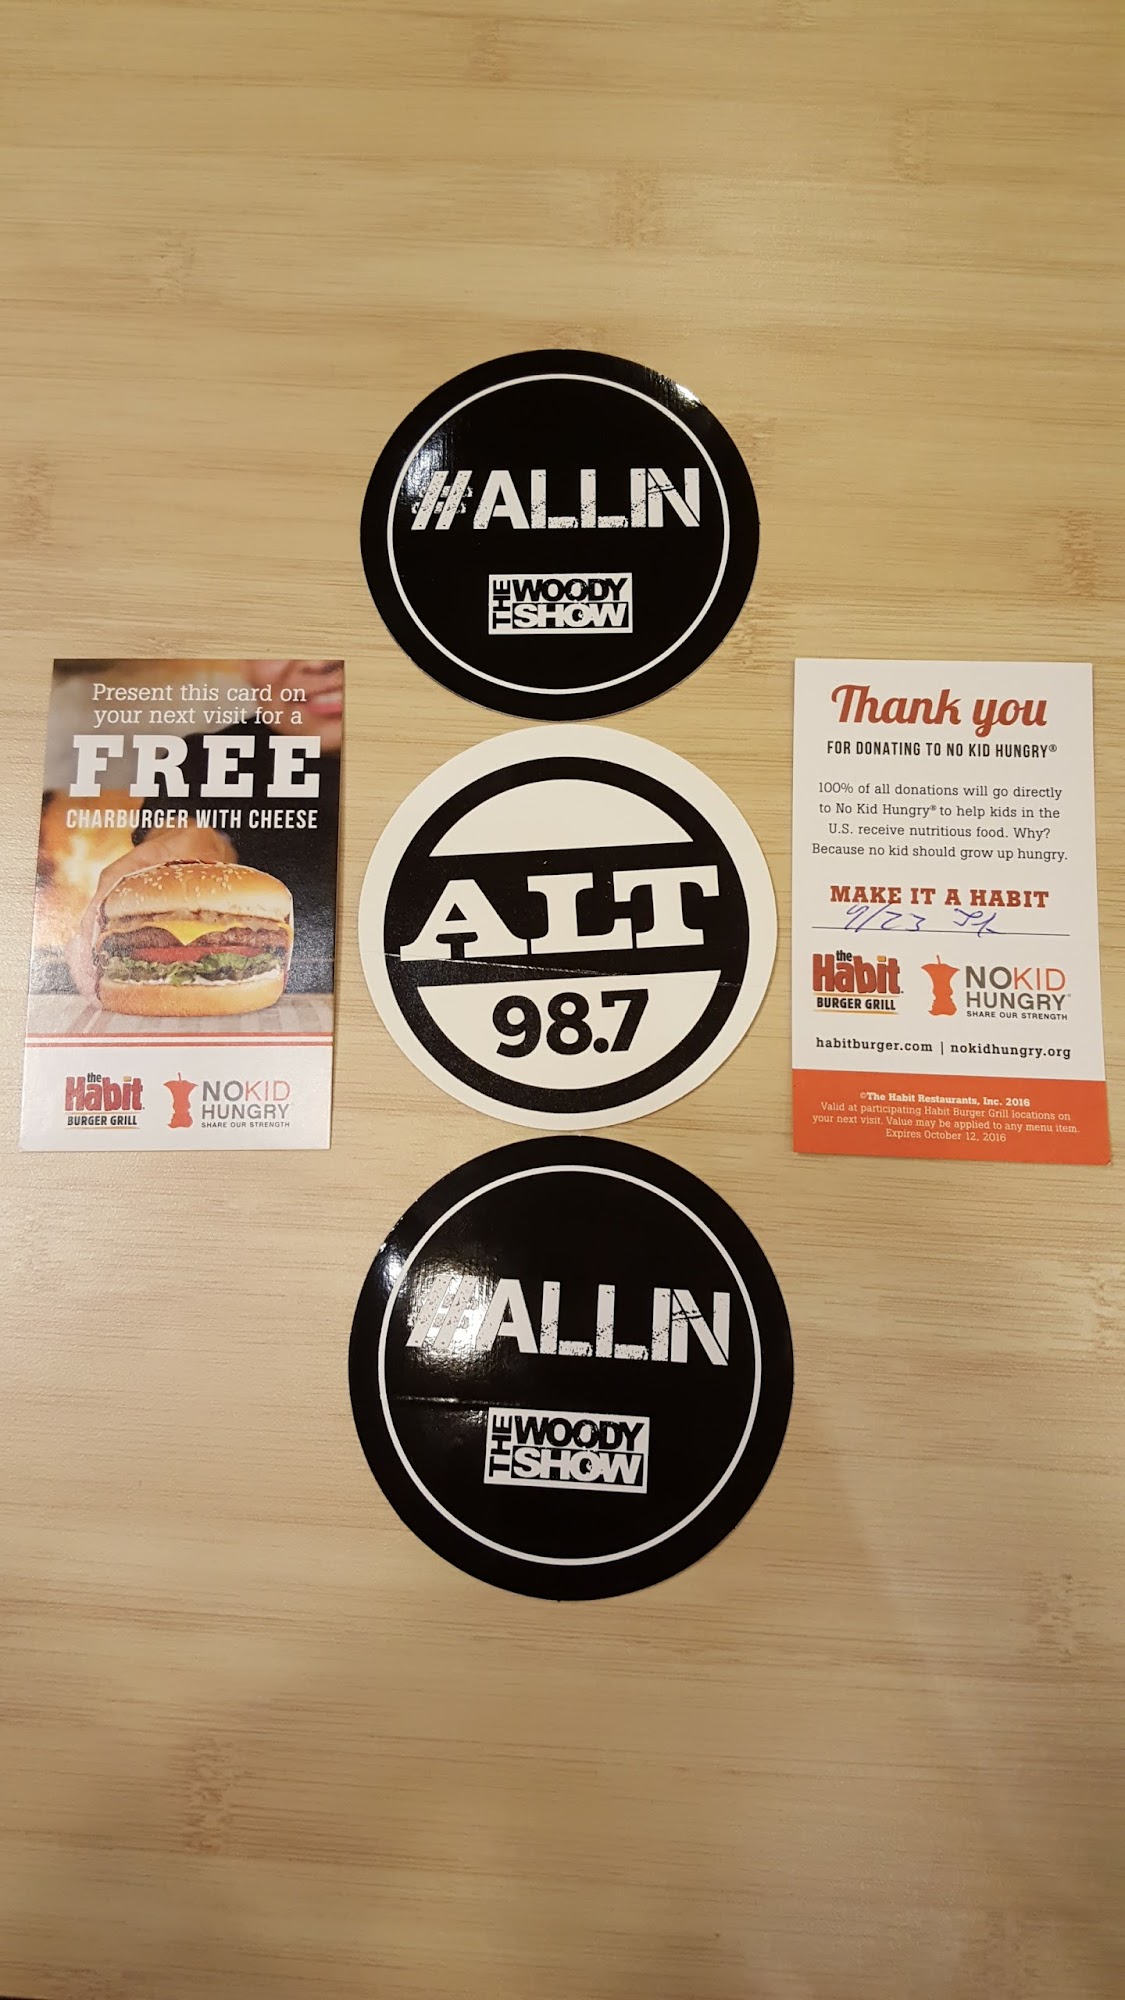 #ALLIN
THE WOODY
SHOW
Present this card on
your next visit for a
FREE
CHARBURGER WITH CHEESE
the
Habit
BURGER GRILL
NO KID
HUNGRY
SHARE OUR STRENGTH
ALT
98.7
Thank you
FOR DONATING TO NO KID HUNGRY®
100% of all donations will go directly
to No Kid Hungry® to help kids in the
U.S. receive nutritious food. Why?
Because no kid should grow up hungry.
MAKE IT A HABIT
9/23
the
Habit
BURGER GRILL
NO KID
HUNGRY®
SHARE OUR STRENGTH
habitburger.com | nokidhungry.org
©The Habit Restaurants, Inc. 2016
Valid at participating Habit Burger Grill locations on
your next visit. Value may be applied to any menu item.
Expires October 12, 2016
#ALLIN
THE WOODY
SHOW